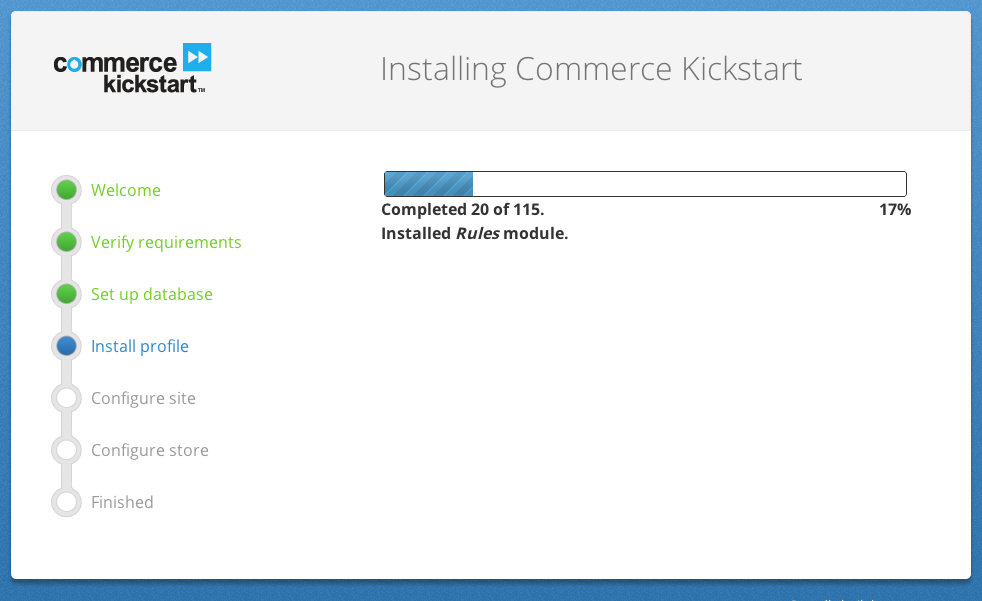 commerce
kickstart™
Installing Commerce Kickstart
Welcome
Verify requirements
Set up database
Install profile
Configure site
Configure store
Finished
Completed 20 of 115.
17%
Installed Rules module.